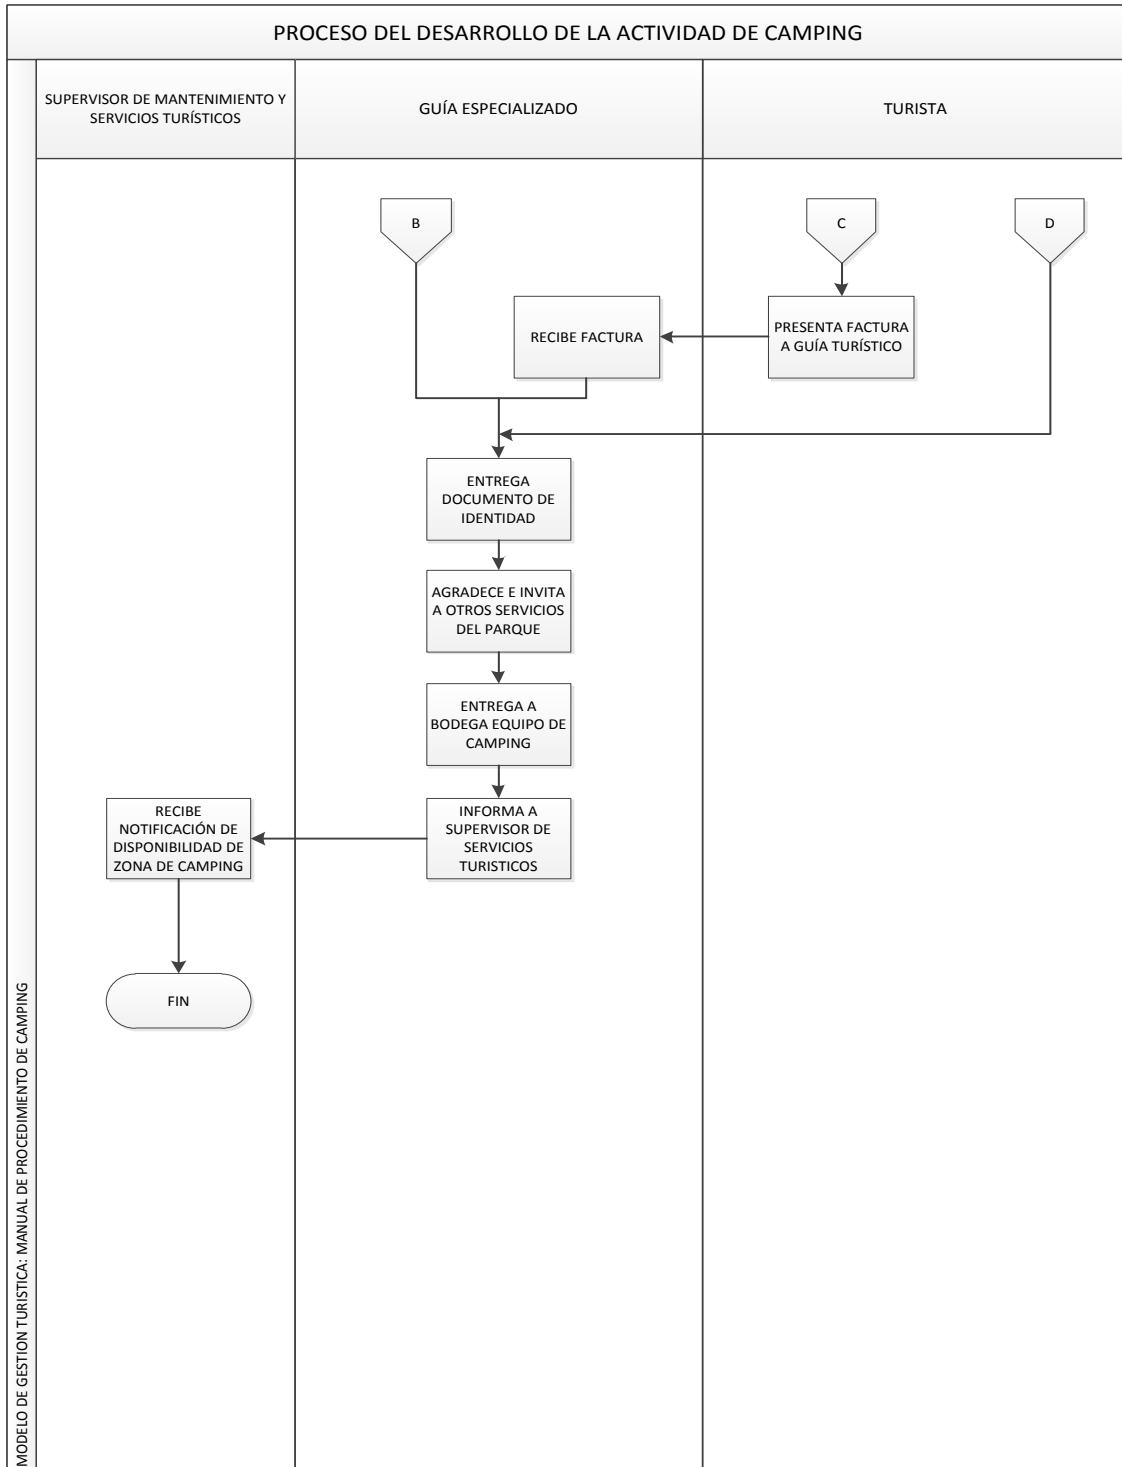 PROCESO DEL DESARROLLO DE LA ACTIVIDAD DE CAMPING
SUPERVISOR DE MANTENIMIENTO Y
SERVICIOS TURÍSTICOS
GUÍA ESPECIALIZADO
TURISTA
B
C
D
RECIBE FACTURA
PRESENTA FACTURA
A GUÍA TURÍSTICO
ENTREGA
DOCUMENTO DE
IDENTIDAD
AGRADECE E INVITA
A OTROS SERVICIOS
DEL PARQUE
ENTREGA A
BODEGA EQUIPO DE
CAMPING
RECIBE
NOTIFICACIÓN DE
DISPONIBILIDAD DE
ZONA DE CAMPING
INFORMA A
SUPERVISOR DE
SERVICIOS
TURISTICOS
FIN
MODELO DE GESTION TURISTICA: MANUAL DE PROCEDIMIENTO DE CAMPING